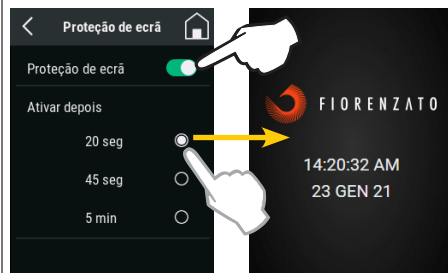 Proteção de ecrã
Proteção de ecrã
Ativar depois
20 seg
45 seg
5 min
FIORENZATO
14:20:32 AM
23 GEN 21